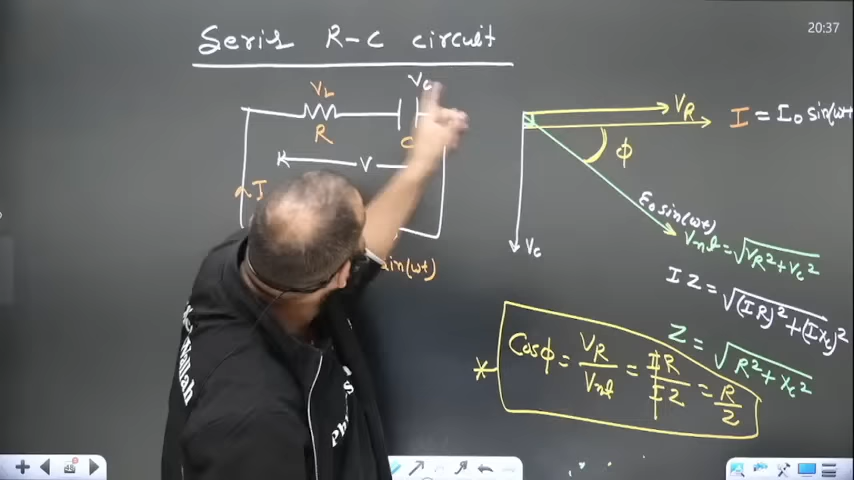 20:37
Seris R-C circuit
VL
Vc
R
C
V
I
sin(ωt)
VR
I = I0 sin(ωt
ϕ
E0 sin(ωt)
Vc
Vnet = √VR² + Vc²
IZ = √(IR)² + (IXc)²
Z = √R² + Xc²
* Cosϕ = VR/Vnet = IR/IZ = R/Z